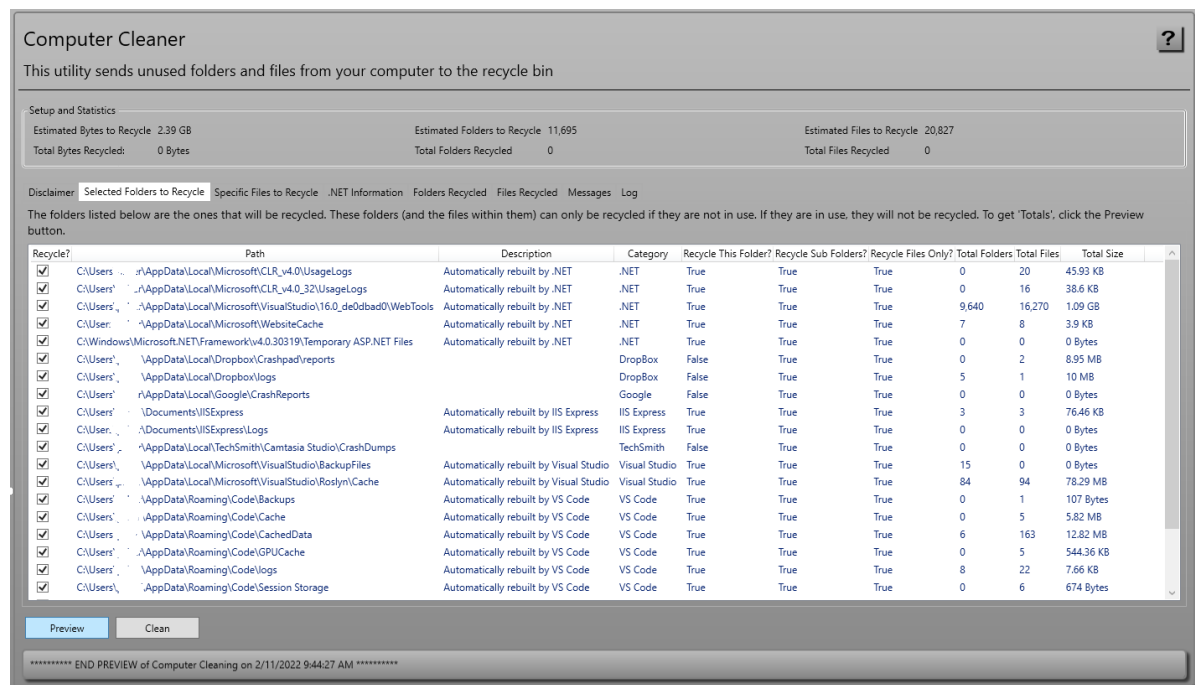 Computer Cleaner
?
This utility sends unused folders and files from your computer to the recycle bin
Setup and Statistics
Estimated Bytes to Recycle 2.39 GB Estimated Folders to Recycle 11,695 Estimated Files to Recycle 20,827
Total Bytes Recycled: 0 Bytes Total Folders Recycled 0 Total Files Recycled 0
Disclaimer Selected Folders to Recycle Specific Files to Recycle .NET Information Folders Recycled Files Recycled Messages Log
The folders listed below are the ones that will be recycled. These folders (and the files within them) can only be recycled if they are not in use. If they are in use, they will not be recycled. To get 'Totals', click the Preview
button.
Recycle? Path Description Category Recycle This Folder? Recycle Sub Folders? Recycle Files Only? Total Folders Total Files Total Size
C:\Users r\AppData\Local\Microsoft\CLR_v4.0\UsageLogs Automatically rebuilt by .NET .NET True True True 0 20 45.93 KB
C:\Users r\AppData\Local\Microsoft\CLR_v4.0_32\UsageLogs Automatically rebuilt by .NET .NET True True True 0 16 38.6 KB
C:\Users \AppData\Local\Microsoft\VisualStudio\16.0_de0dbad0\WebTools Automatically rebuilt by .NET .NET True True True 9,640 16,270 1.09 GB
C:\User \AppData\Local\Microsoft\WebsiteCache Automatically rebuilt by .NET .NET True True True 7 8 3.9 KB
C:\Windows\Microsoft.NET\Framework\v4.0.30319\Temporary ASP.NET Files Automatically rebuilt by .NET .NET True True True 0 0 0 Bytes
C:\Users \AppData\Local\Dropbox\Crashpad\reports DropBox False True True 0 2 8.95 MB
C:\Users \AppData\Local\Dropbox\logs DropBox False True True 5 1 10 MB
C:\Users r\AppData\Local\Google\CrashReports Google False True True 0 0 0 Bytes
C:\Users \Documents\IISExpress Automatically rebuilt by IIS Express IIS Express True True True 3 3 76.46 KB
C:\User \Documents\IISExpress\Logs Automatically rebuilt by IIS Express IIS Express True True True 0 0 0 Bytes
C:\Users \AppData\Local\TechSmith\Camtasia Studio\CrashDumps TechSmith False True True 0 0 0 Bytes
C:\Users\ \AppData\Local\Microsoft\VisualStudio\BackupFiles Automatically rebuilt by Visual Studio Visual Studio True True True 15 0 0 Bytes
C:\Users \AppData\Local\Microsoft\VisualStudio\Roslyn\Cache Automatically rebuilt by Visual Studio Visual Studio True True True 84 94 78.29 MB
C:\Users \AppData\Roaming\Code\Backups Automatically rebuilt by VS Code VS Code True True True 0 1 107 Bytes
C:\Users \AppData\Roaming\Code\Cache Automatically rebuilt by VS Code VS Code True True True 0 5 5.82 MB
C:\Users \AppData\Roaming\Code\CachedData Automatically rebuilt by VS Code VS Code True True True 6 163 12.82 MB
C:\Users \AppData\Roaming\Code\GPUCache Automatically rebuilt by VS Code VS Code True True True 0 5 544.36 KB
C:\Users \AppData\Roaming\Code\logs Automatically rebuilt by VS Code VS Code True True True 8 22 7.66 KB
C:\Users\ AppData\Roaming\Code\Session Storage Automatically rebuilt by VS Code VS Code True True True 0 6 674 Bytes
Preview Clean
********** END PREVIEW of Computer Cleaning on 2/11/2022 9:44:27 AM **********